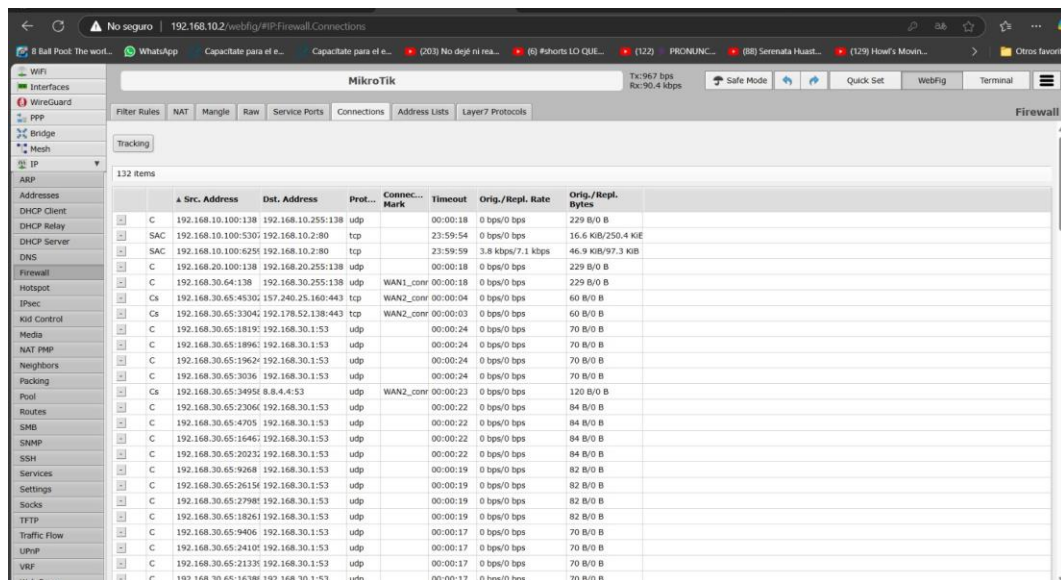 No seguro | 192.168.10.2/webfig/#IP:Firewall.Connections
8 Ball Pool: The worl... WhatsApp Capacítate para el e... Capacítate para el e... (203) No dejé ni rea... (6) #shorts LO QUE... (122) PRONUNC... (88) Serenata Huast... (129) Howl's Movin... Otros favori
WiFi
Interfaces
WireGuard
PPP
Bridge
Mesh
IP
ARP
Addresses
DHCP Client
DHCP Relay
DHCP Server
DNS
Firewall
Hotspot
IPsec
Kid Control
Media
NAT PMP
Neighbors
Packing
Pool
Routes
SMB
SNMP
SSH
Services
Settings
Socks
TFTP
Traffic Flow
UPnP
VRF
MikroTik
Tx:967 bps
Rx:90.4 kbps
Safe Mode Quick Set WebFig Terminal
Filter Rules NAT Mangle Raw Service Ports Connections Address Lists Layer7 Protocols Firewall
Tracking
132 items
Src. Address Dst. Address Prot... Connec... Mark Timeout Orig./Repl. Rate Orig./Repl. Bytes
- C 192.168.10.100:138 192.168.10.255:138 udp 00:00:18 0 bps/0 bps 229 B/0 B
- SAC 192.168.10.100:5307 192.168.10.2:80 tcp 23:59:54 0 bps/0 bps 16.6 KiB/250.4 KiB
- SAC 192.168.10.100:6259 192.168.10.2:80 tcp 23:59:59 3.8 kbps/7.1 kbps 46.9 KiB/97.3 KiB
- C 192.168.20.100:138 192.168.20.255:138 udp 00:00:18 0 bps/0 bps 229 B/0 B
- C 192.168.30.64:138 192.168.30.255:138 udp WAN1_conr 00:00:18 0 bps/0 bps 229 B/0 B
- Cs 192.168.30.65:45302 157.240.25.160:443 tcp WAN2_conr 00:00:04 0 bps/0 bps 60 B/0 B
- Cs 192.168.30.65:33042 192.178.52.138:443 tcp WAN2_conr 00:00:03 0 bps/0 bps 60 B/0 B
- C 192.168.30.65:18193 192.168.30.1:53 udp 00:00:24 0 bps/0 bps 70 B/0 B
- C 192.168.30.65:18963 192.168.30.1:53 udp 00:00:24 0 bps/0 bps 70 B/0 B
- C 192.168.30.65:19624 192.168.30.1:53 udp 00:00:24 0 bps/0 bps 70 B/0 B
- C 192.168.30.65:3036 192.168.30.1:53 udp 00:00:24 0 bps/0 bps 70 B/0 B
- Cs 192.168.30.65:34958 8.8.4.4:53 udp WAN2_conr 00:00:23 0 bps/0 bps 120 B/0 B
- C 192.168.30.65:23060 192.168.30.1:53 udp 00:00:22 0 bps/0 bps 84 B/0 B
- C 192.168.30.65:4705 192.168.30.1:53 udp 00:00:22 0 bps/0 bps 84 B/0 B
- C 192.168.30.65:16467 192.168.30.1:53 udp 00:00:22 0 bps/0 bps 84 B/0 B
- C 192.168.30.65:20232 192.168.30.1:53 udp 00:00:22 0 bps/0 bps 84 B/0 B
- C 192.168.30.65:9268 192.168.30.1:53 udp 00:00:19 0 bps/0 bps 82 B/0 B
- C 192.168.30.65:26156 192.168.30.1:53 udp 00:00:19 0 bps/0 bps 82 B/0 B
- C 192.168.30.65:27985 192.168.30.1:53 udp 00:00:19 0 bps/0 bps 82 B/0 B
- C 192.168.30.65:18261 192.168.30.1:53 udp 00:00:19 0 bps/0 bps 82 B/0 B
- C 192.168.30.65:9406 192.168.30.1:53 udp 00:00:17 0 bps/0 bps 70 B/0 B
- C 192.168.30.65:24105 192.168.30.1:53 udp 00:00:17 0 bps/0 bps 70 B/0 B
- C 192.168.30.65:21339 192.168.30.1:53 udp 00:00:17 0 bps/0 bps 70 B/0 B
- C 192.168.30.65:16388 192.168.30.1:53 udp 00:00:17 0 bps/0 bps 70 B/0 B